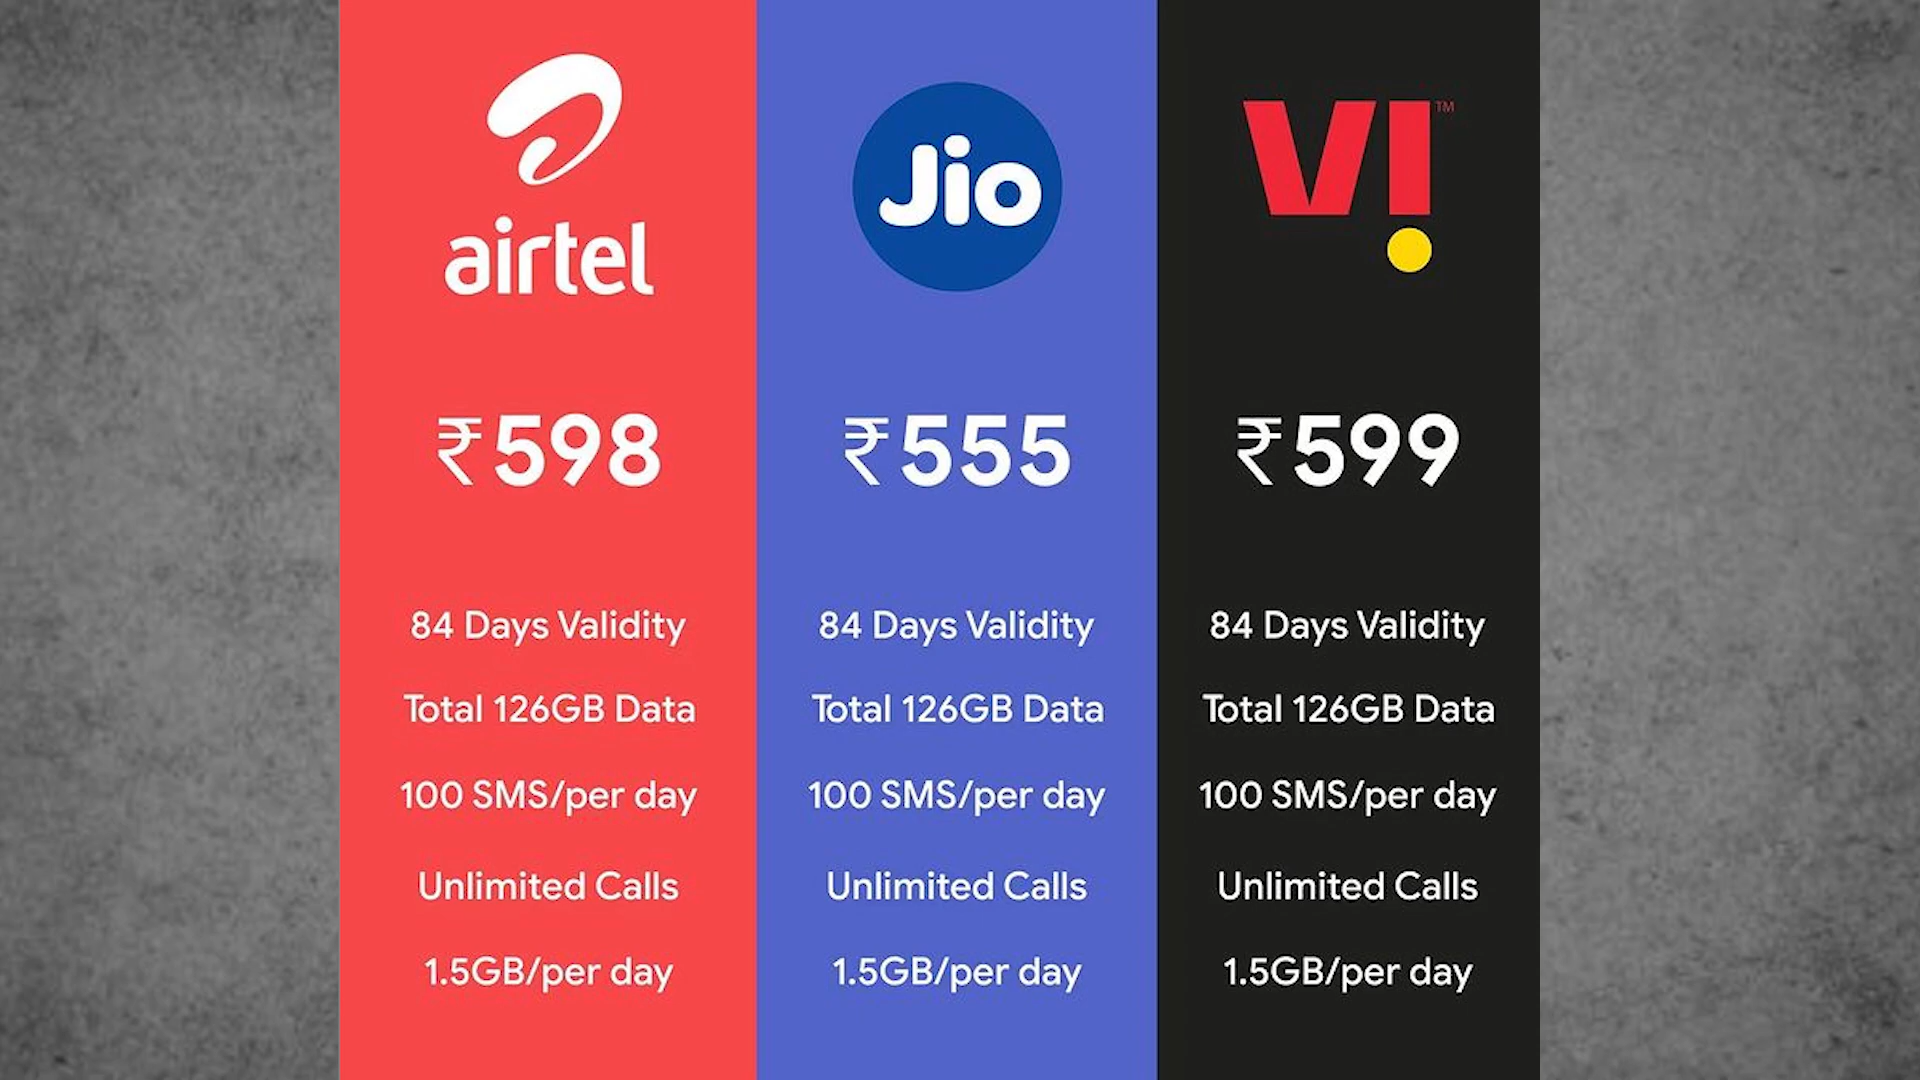 airtel
₹598
84 Days Validity
Total 126GB Data
100 SMS/per day
Unlimited Calls
1.5GB/per day
Jio
₹555
84 Days Validity
Total 126GB Data
100 SMS/per day
Unlimited Calls
1.5GB/per day
VI™
₹599
84 Days Validity
Total 126GB Data
100 SMS/per day
Unlimited Calls
1.5GB/per day